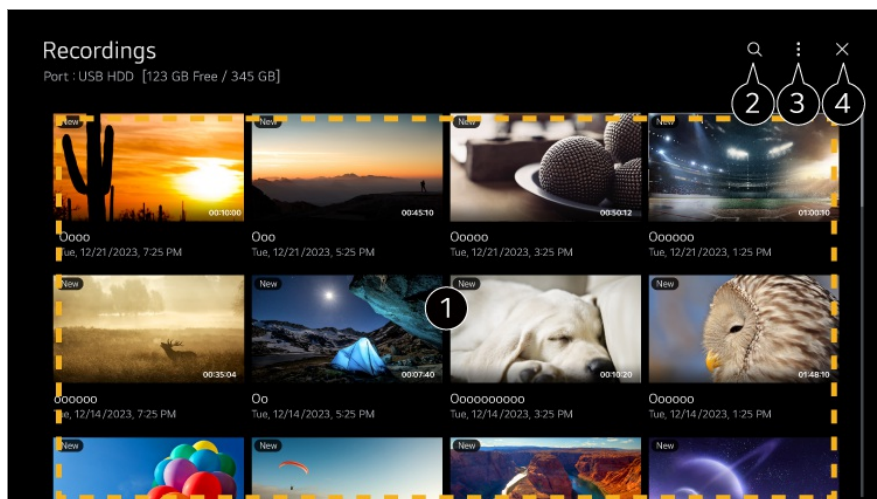 Recordings
Port : USB HDD [123 GB Free / 345 GB]
2 3 4
New New New New
00:10:00 00:45:10 00:50:12 01:00:10
Oooo Ooo Ooooo Oooooo
Tue, 12/21/2023, 7:25 PM Tue, 12/21/2023, 5:25 PM Tue, 12/21/2023, 3:25 PM Tue, 12/21/2023, 1:25 PM
New New New New
1
00:35:04 00:07:40 00:10:20 01:48:10
oooooo Oo Oooooooooo Oooooo
Tue, 12/14/2023, 7:25 PM Tue, 12/14/2023, 5:25 PM Tue, 12/14/2023, 3:25 PM Tue, 12/14/2023, 1:25 PM
New New New New